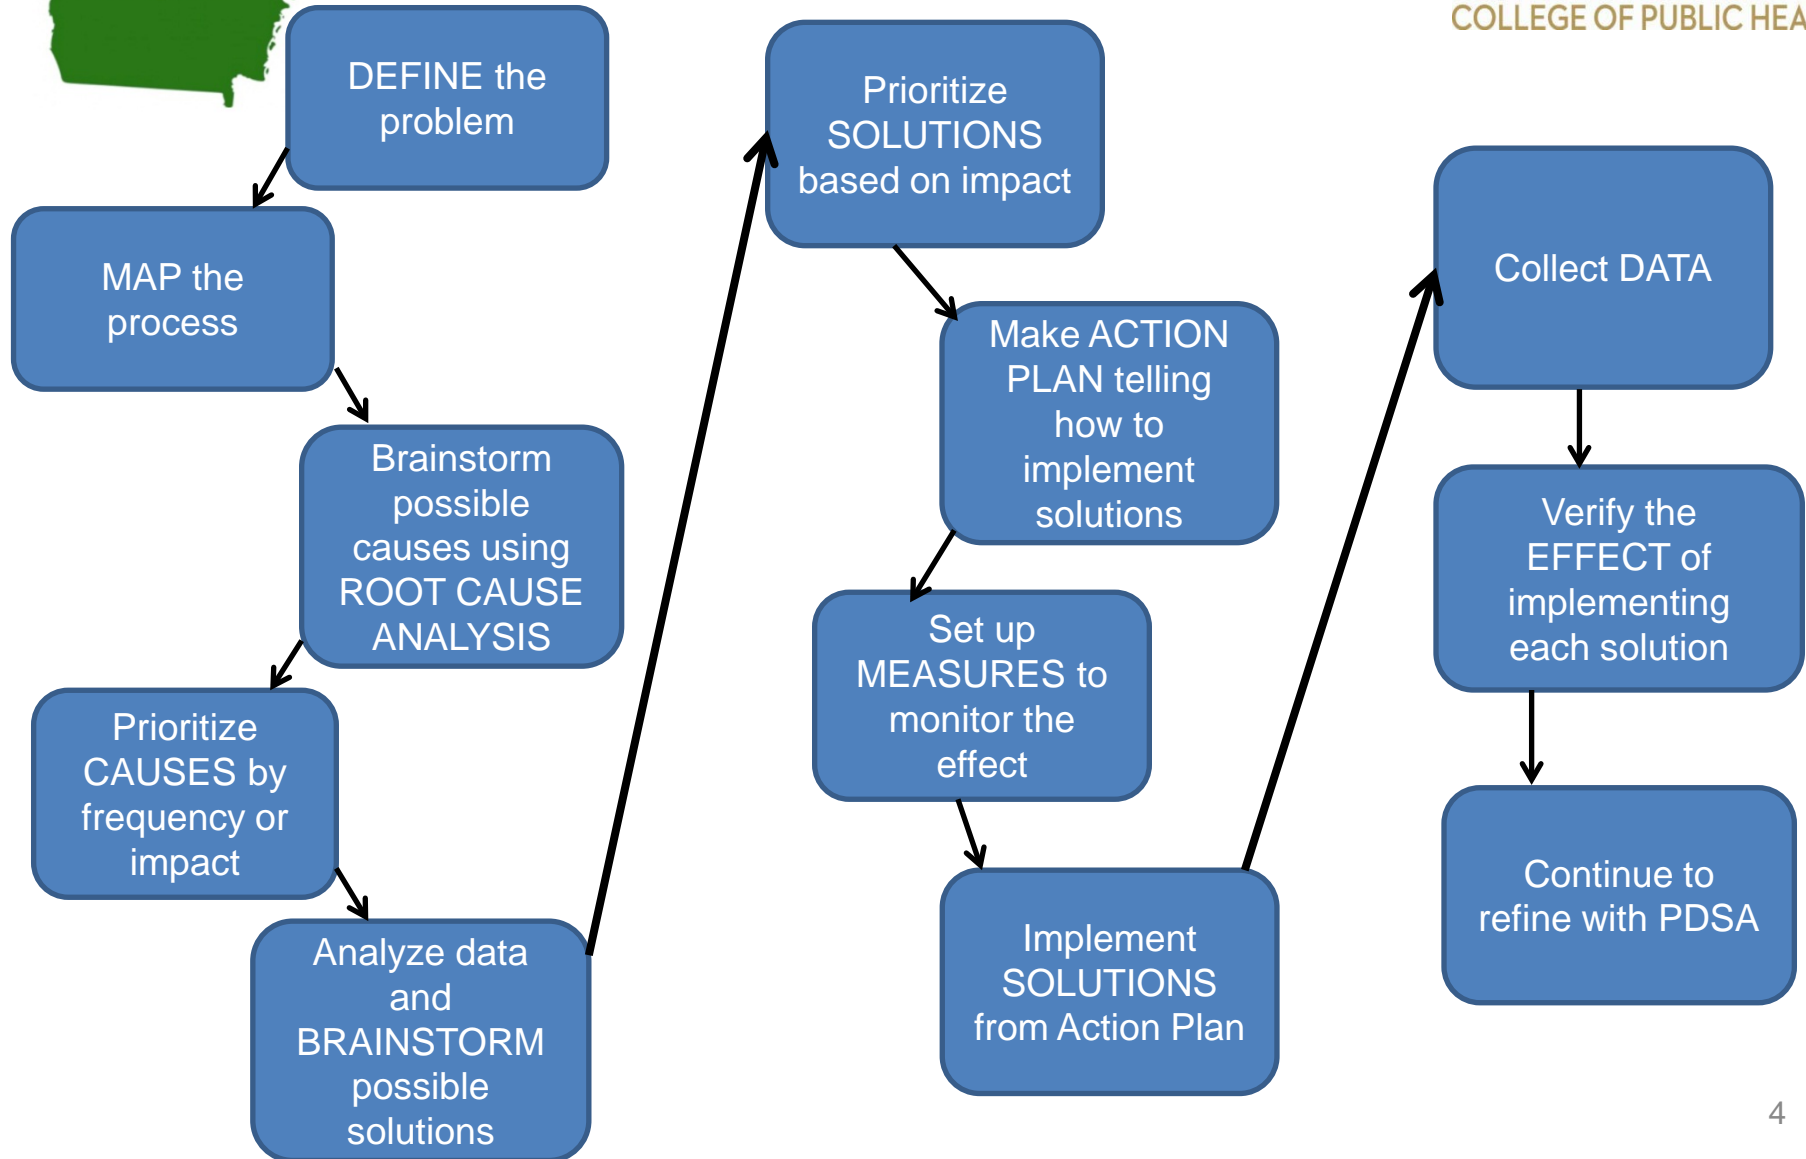 COLLEGE OF PUBLIC HEA
DEFINE the
problem
MAP the
process
Brainstorm
possible
causes using
ROOT CAUSE
ANALYSIS
Prioritize
CAUSES by
frequency or
impact
Analyze data
and
BRAINSTORM
possible
solutions
Prioritize
SOLUTIONS
based on impact
Make ACTION
PLAN telling
how to
implement
solutions
Set up
MEASURES to
monitor the
effect
Implement
SOLUTIONS
from Action Plan
Collect DATA
Verify the
EFFECT of
implementing
each solution
Continue to
refine with PDSA
4